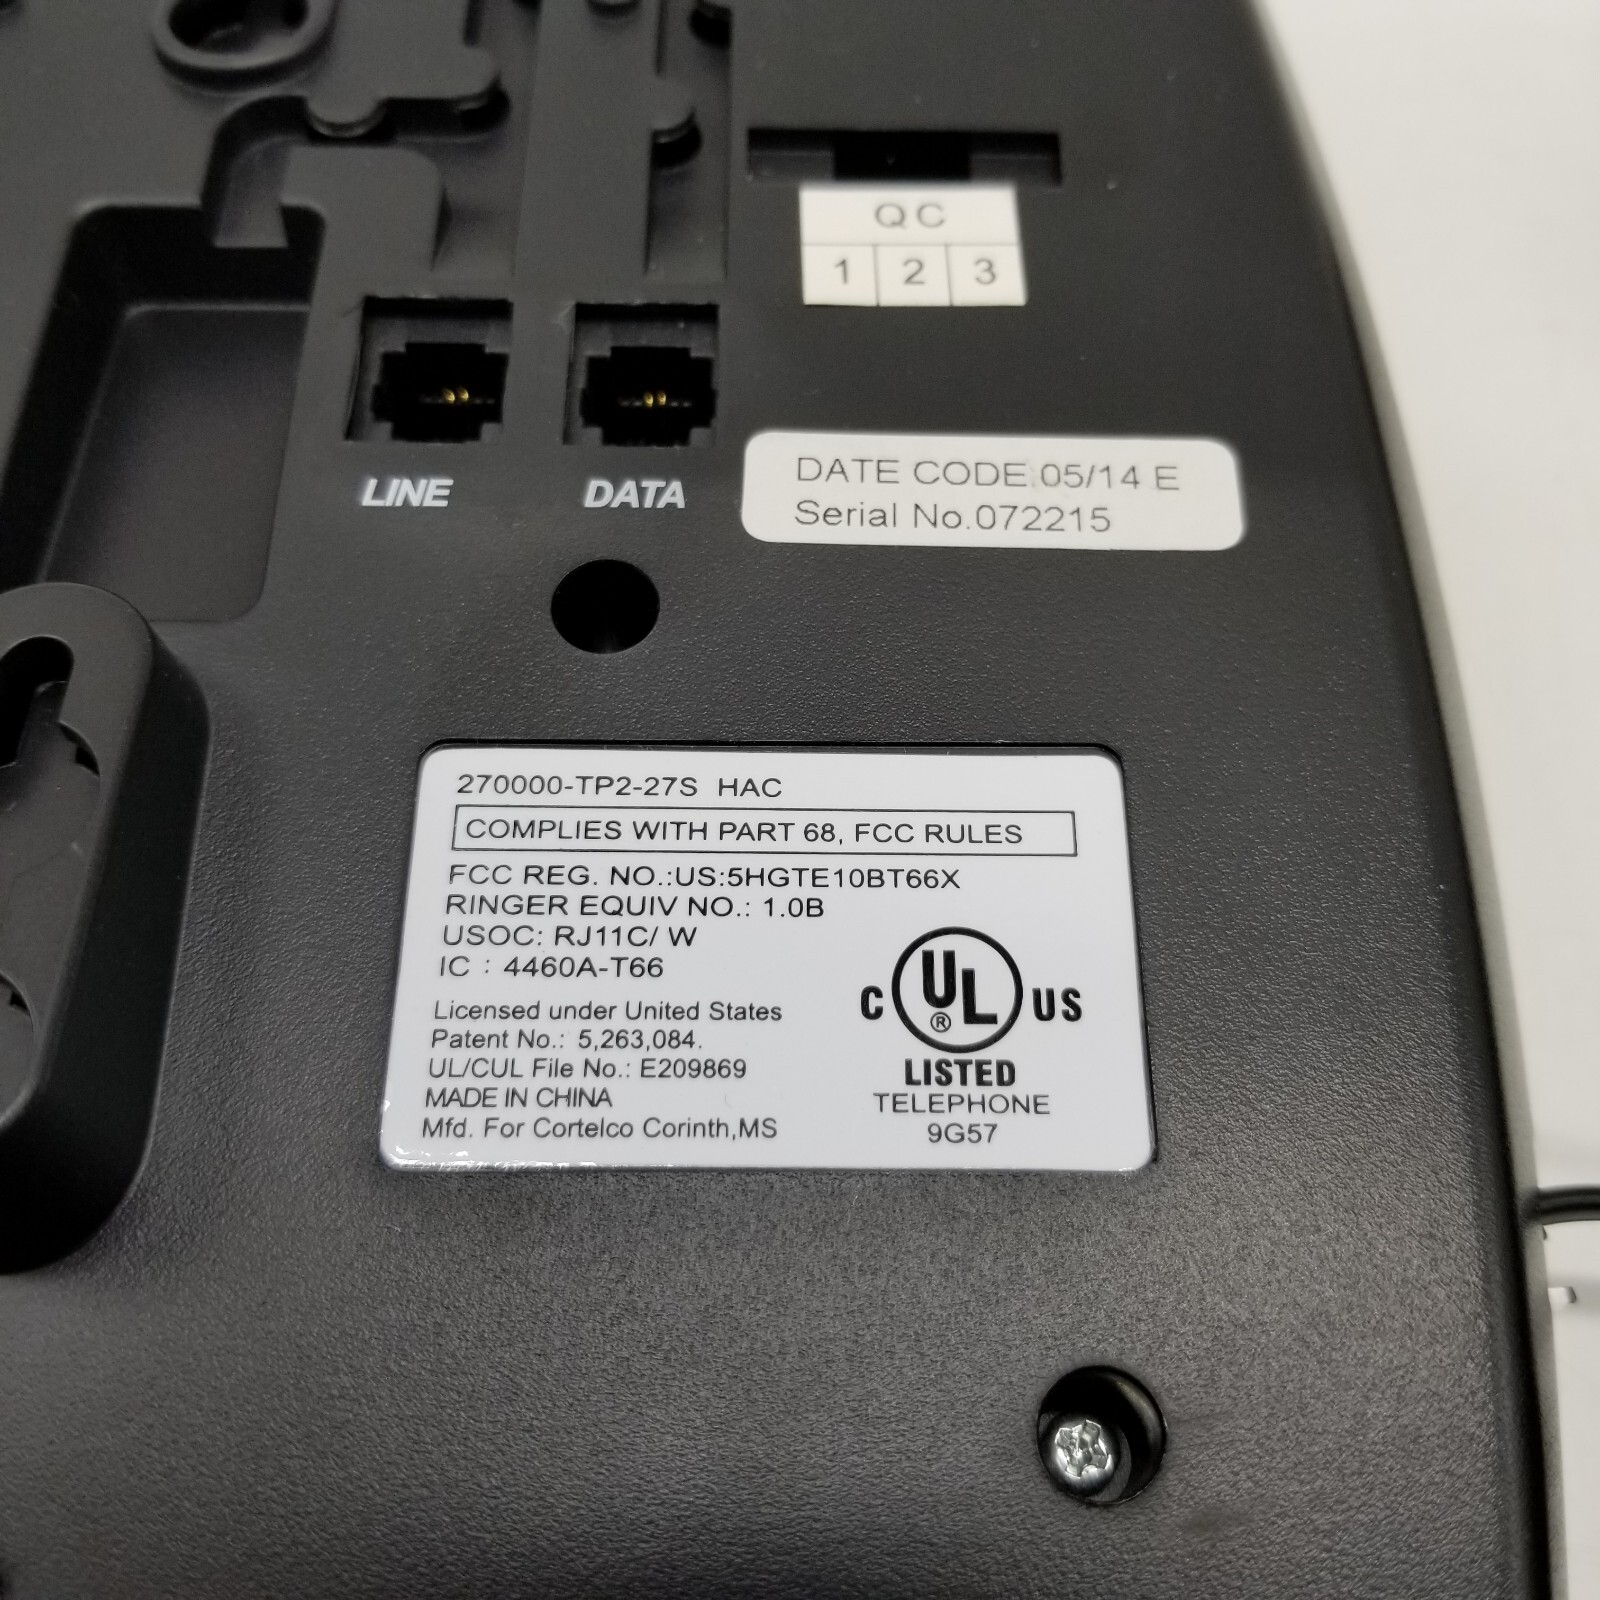 QC
1 2 3
LINE
DATA
DATE CODE:05/14 E
Serial No.072215
270000-TP2-27S HAC
COMPLIES WITH PART 68, FCC RULES
FCC REG. NO.:US:5HGTE10BT66X
RINGER EQUIV NO.: 1.0B
USOC: RJ11C/ W
IC : 4460A-T66
Licensed under United States
Patent No.: 5,263,084.
UL/CUL File No.: E209869
MADE IN CHINA
Mfd. For Cortelco Corinth,MS
C UL ® US
LISTED
TELEPHONE
9G57